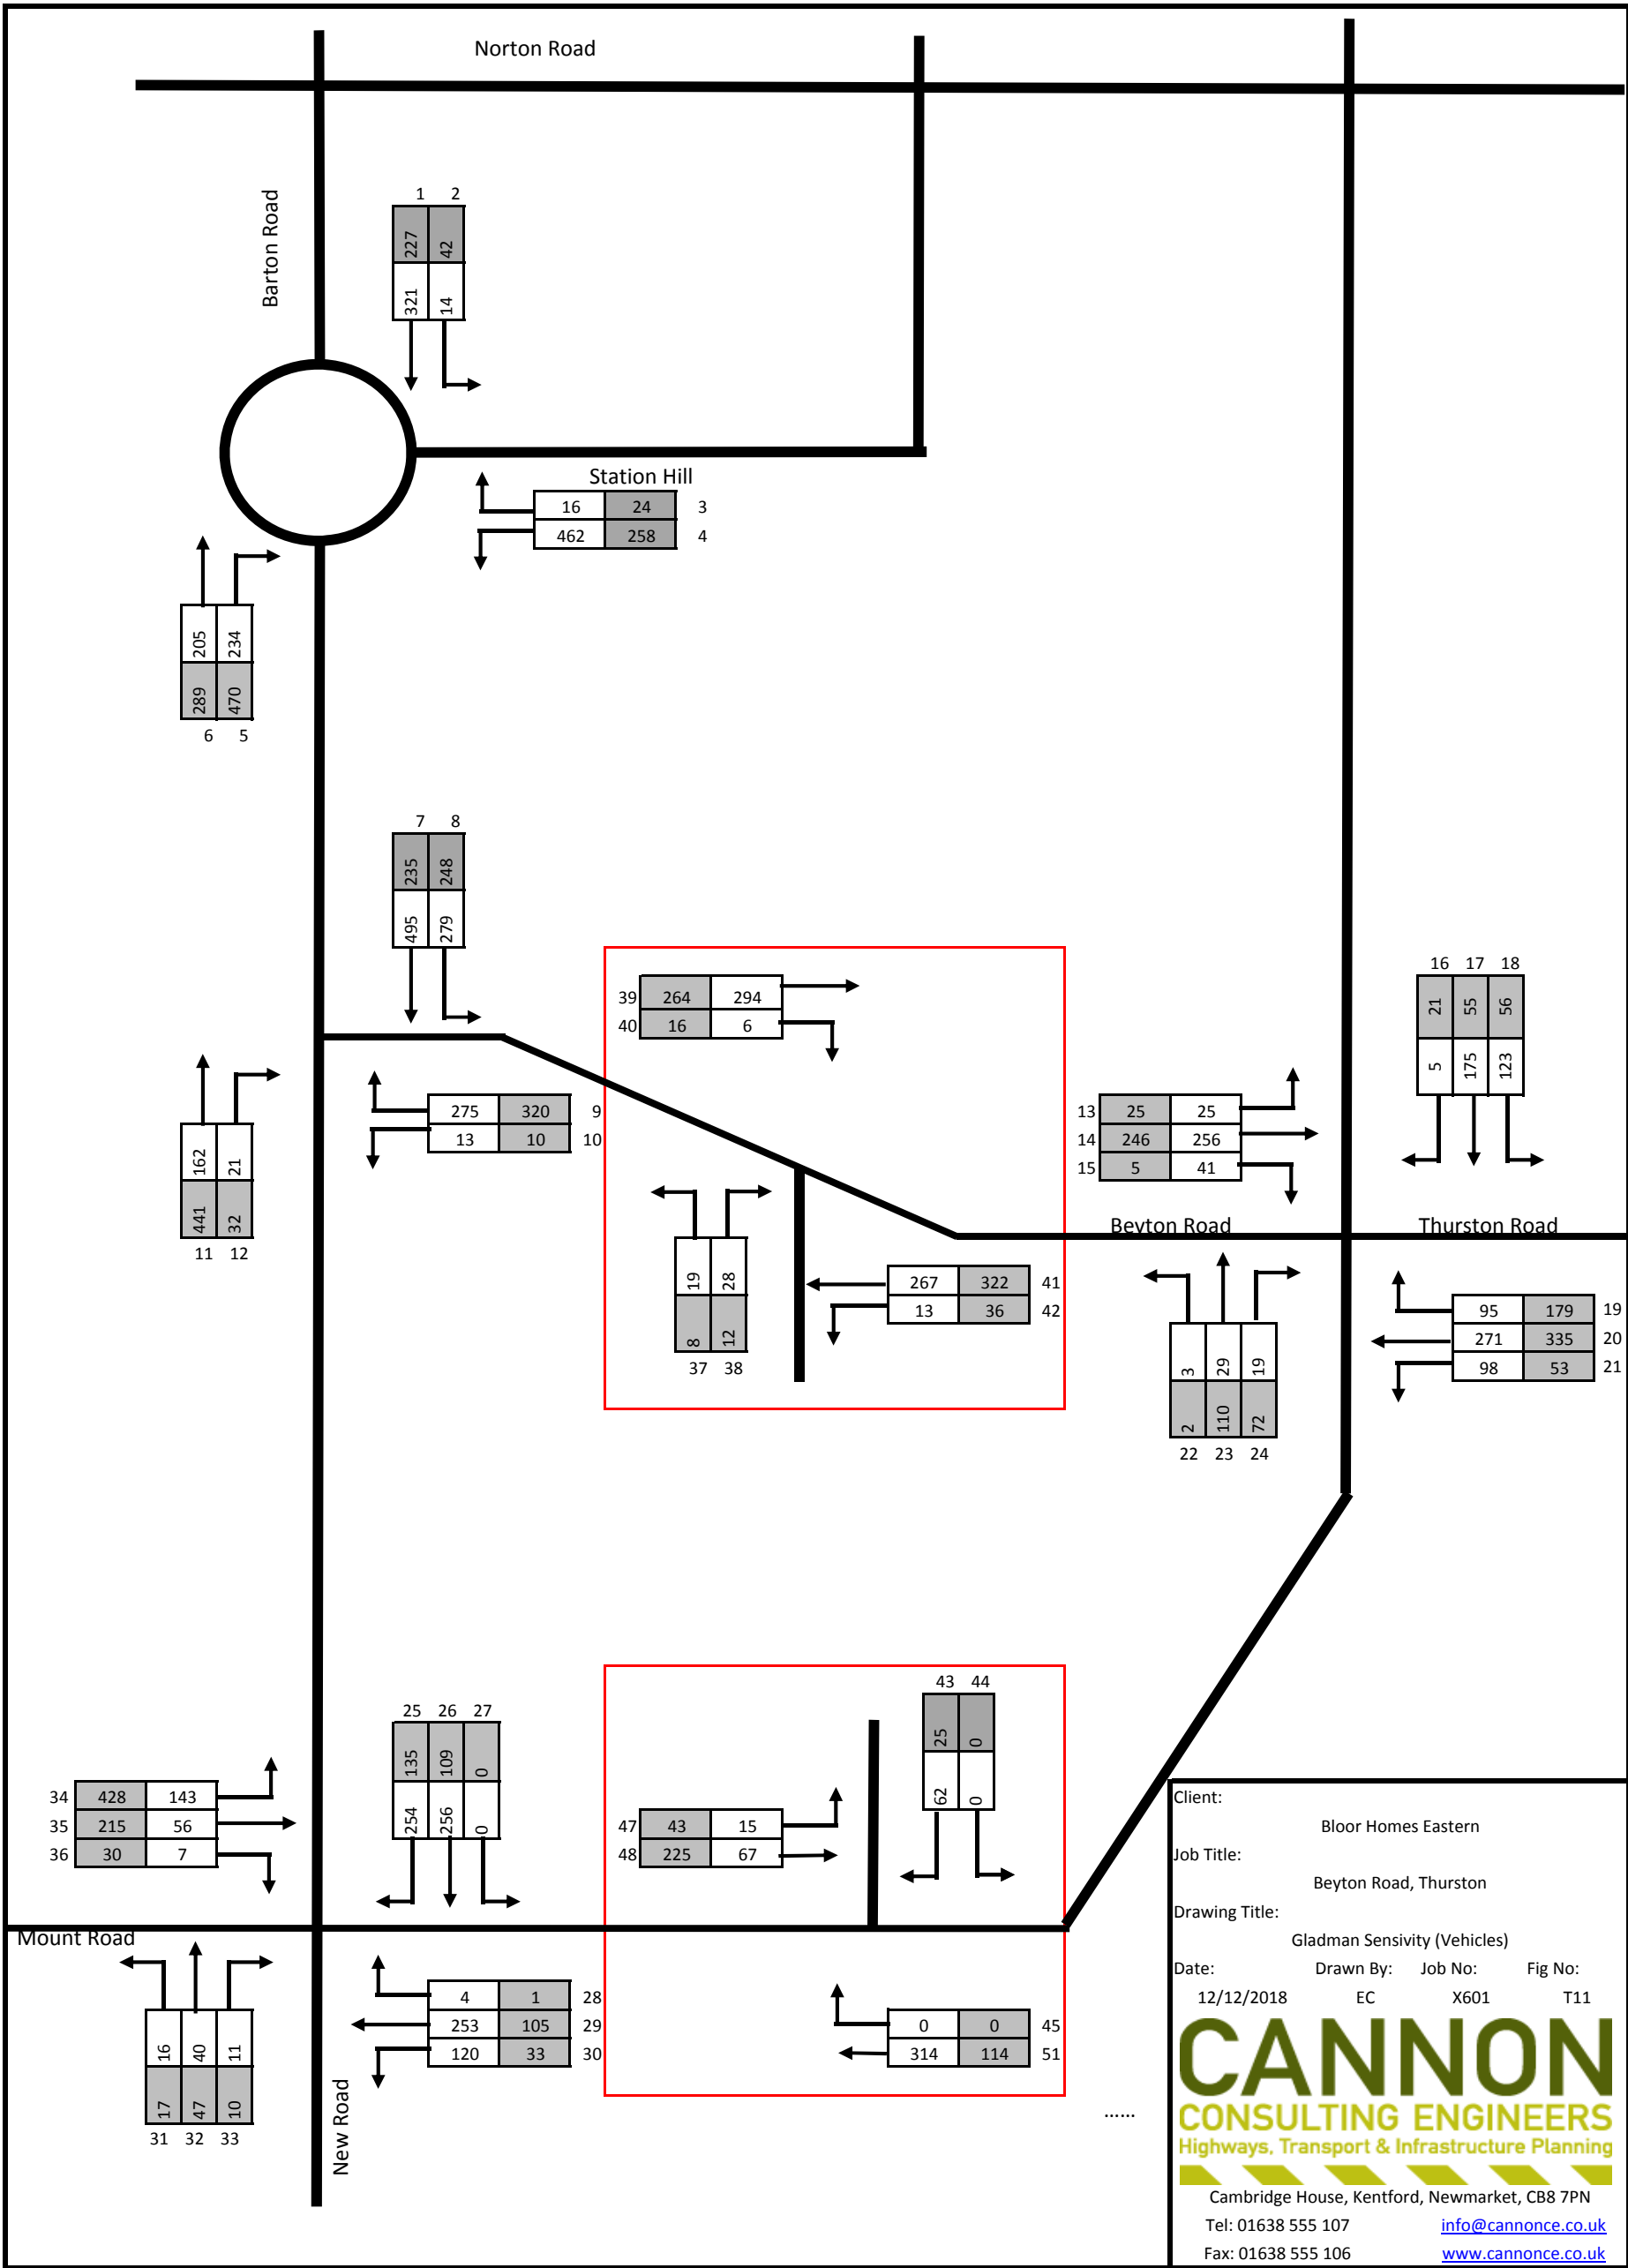 Norton Road
Barton Road
1 2
227 42
321 14
Station Hill
16 24 3
462 258 4
205 234
289 470
6 5
7 8
235 248
495 279
39 264 294
40 16 6
16 17 18
21 55 56
5 175 123
275 320 9
13 10 10
13 25 25
14 246 256
15 5 41
162 21
441 32
11 12
Beyton Road
Thurston Road
19 28
8 12
37 38
267 322 41
13 36 42
3 29 19
2 110 72
22 23 24
95 179 19
271 335 20
98 53 21
25 26 27
135 109 0
254 256 0
43 44
25 0
62 0
34 428 143
35 215 56
36 30 7
47 43 15
48 225 67
Mount Road
16 40 11
17 47 10
31 32 33
New Road
4 1 28
253 105 29
120 33 30
0 0 45
314 114 51
......
Client:
Bloor Homes Eastern
Job Title:
Beyton Road, Thurston
Drawing Title:
Gladman Sensivity (Vehicles)
Date: Drawn By: Job No: Fig No:
12/12/2018 EC X601 T11
CANNON
CONSULTING ENGINEERS
Highways, Transport & Infrastructure Planning
Cambridge House, Kentford, Newmarket, CB8 7PN
Tel: 01638 555 107 info@cannonce.co.uk
Fax: 01638 555 106 www.cannonce.co.uk